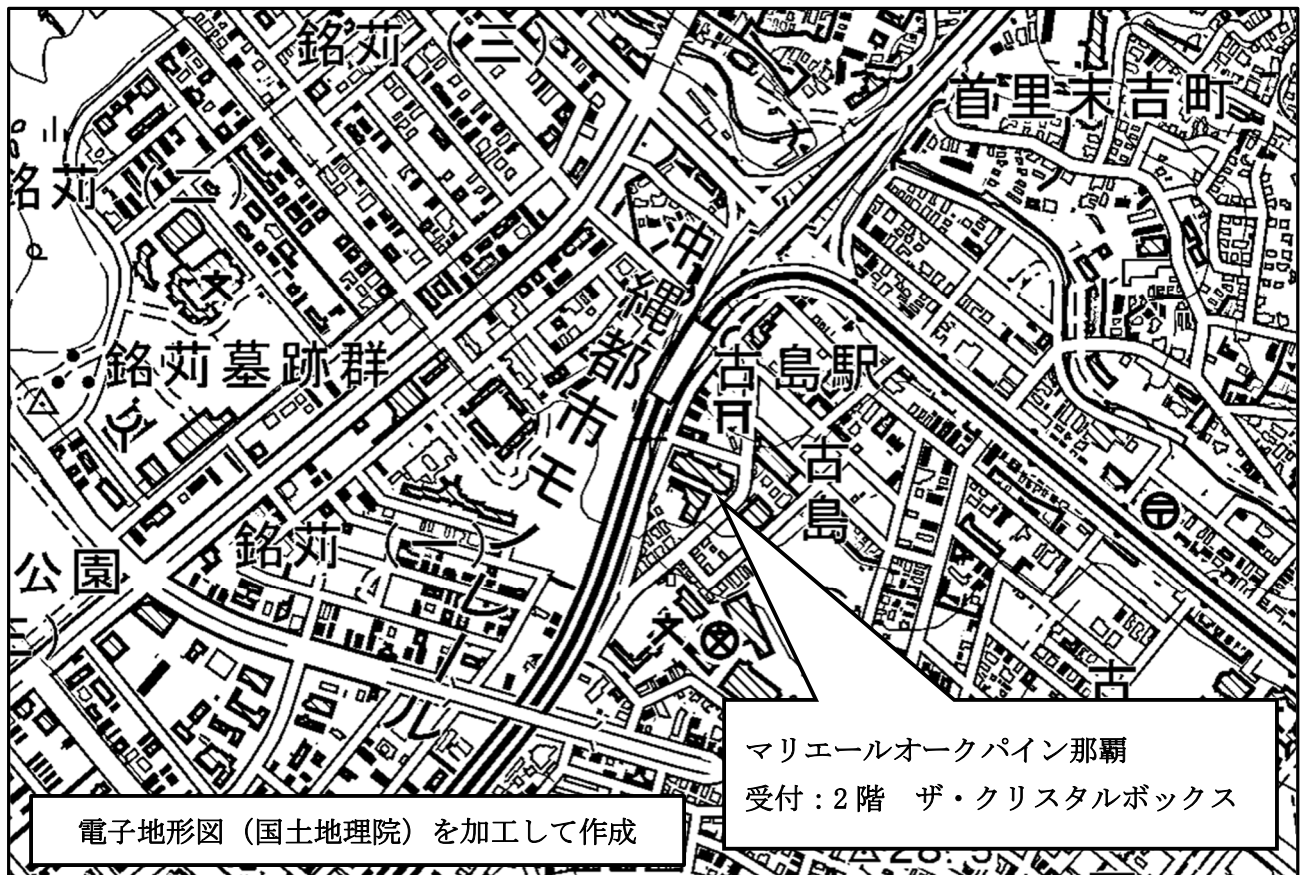 銘苅（三）
首里末吉町
銘苅（二）
沖縄都市モノレール
銘苅墓跡群
古島駅
古島
銘苅（一）
公園
古
マリエールオークパイン那覇
受付：2階　ザ・クリスタルボックス
電子地形図（国土地理院）を加工して作成